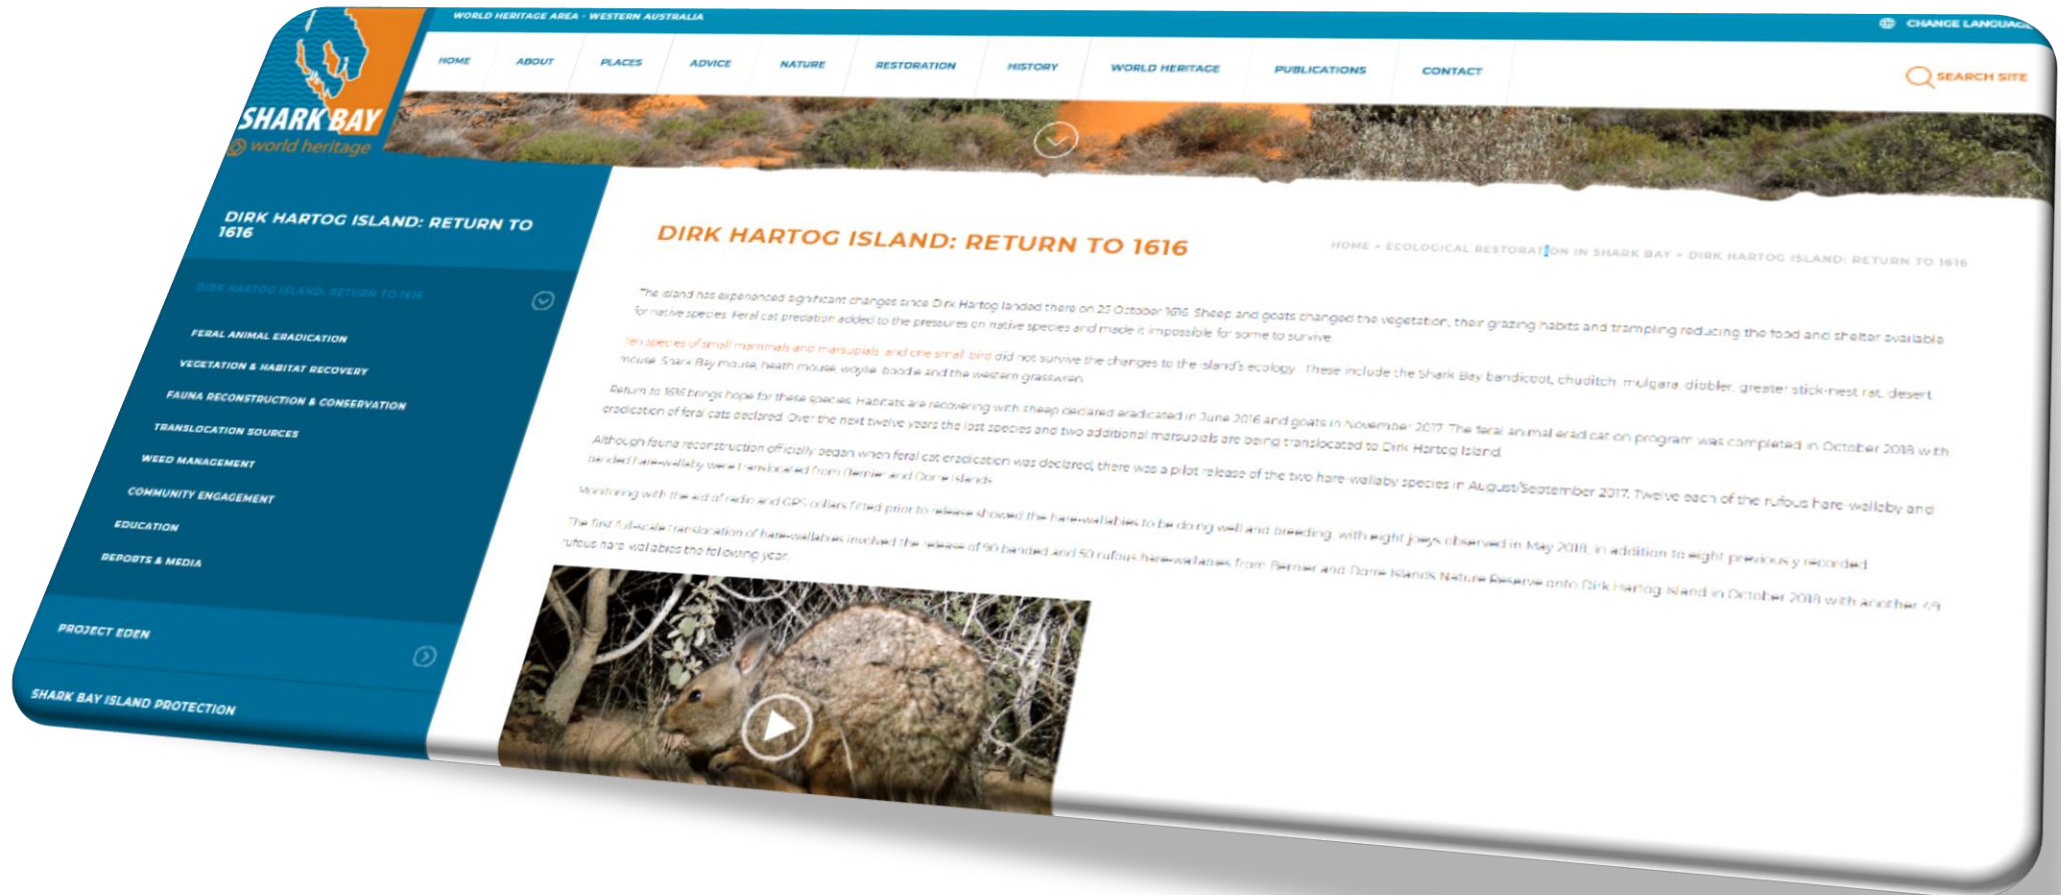 WORLD HERITAGE AREA - WESTERN AUSTRALIA
CHANGE LANGUAGE
HOME
ABOUT
PLACES
ADVICE
NATURE
RESTORATION
HISTORY
WORLD HERITAGE
PUBLICATIONS
CONTACT
SEARCH SITE
SHARK BAY
world heritage
DIRK HARTOG ISLAND: RETURN TO
1616
DIRK HARTOG ISLAND: RETURN TO 1616
FERAL ANIMAL ERADICATION
VEGETATION & HABITAT RECOVERY
FAUNA RECONSTRUCTION & CONSERVATION
TRANSLOCATION SOURCES
WEED MANAGEMENT
COMMUNITY ENGAGEMENT
EDUCATION
REPORTS & MEDIA
PROJECT EDEN
SHARK BAY ISLAND PROTECTION
DIRK HARTOG ISLAND: RETURN TO 1616
HOME » ECOLOGICAL RESTORATION IN SHARK BAY » DIRK HARTOG ISLAND: RETURN TO 1616
The island has experienced significant changes since Dirk Hartog landed there on 25 October 1616. Sheep and goats changed the vegetation, their grazing habits and trampling reducing the food and shelter available
for native species. Feral cat predation added to the pressures on native species and made it impossible for some to survive.
Ten species of small mammals and marsupials, and one small bird did not survive the changes to the island's ecology. These include the Shark Bay bandicoot, chuditch, mulgara, dibbler, greater stick-nest rat, desert
mouse, Shark Bay mouse, heath mouse, woylie, boodie and the western grasswren.
Return to 1616 brings hope for these species. Habitats are recovering with sheep declared eradicated in June 2016 and goats in November 2017. The feral animal eradication program was completed in October 2018 with
eradication of feral cats declared. Over the next twelve years the lost species and two additional marsupials are being translocated to Dirk Hartog Island.
Although fauna reconstruction officially began when feral cat eradication was declared, there was a pilot release of the two hare-wallaby species in August/September 2017. Twelve each of the rufous hare-wallaby and
banded hare-wallaby were translocated from Bernier and Dorre islands.
Monitoring with the aid of radio and GPS collars fitted prior to release showed the hare-wallabies to be doing well and breeding, with eight joeys observed in May 2018, in addition to eight previously recorded.
The first full-scale translocation of hare-wallabies involved the release of 90 banded and 50 rufous hare-wallabies from Bernier and Dorre Islands Nature Reserve onto Dirk Hartog Island in October 2018 with another 49
rufous hare-wallabies the following year.